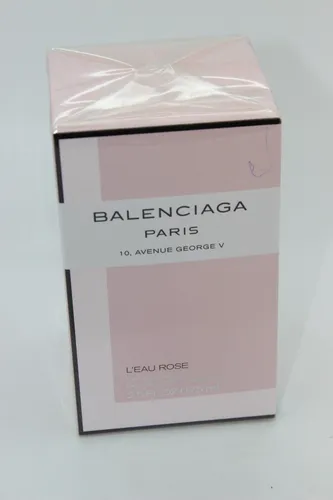 BALENCIAGA
PARIS
10, AVENUE GEORGE V
L'EAU ROSE